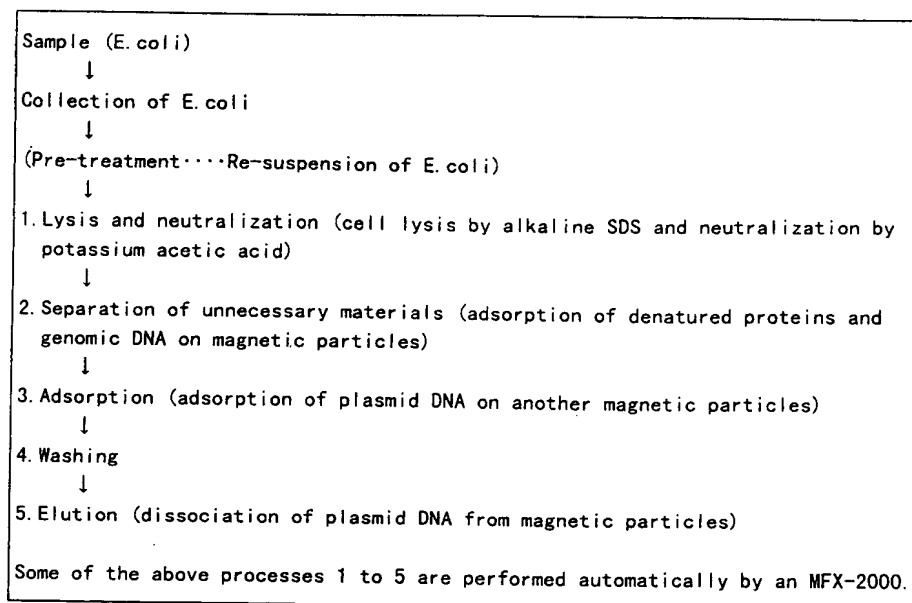 Sample (E. coli)
↓
Collection of E. coli
↓
(Pre-treatment····Re-suspension of E. coli)
↓
1. Lysis and neutralization (cell lysis by alkaline SDS and neutralization by
potassium acetic acid)
↓
2. Separation of unnecessary materials (adsorption of denatured proteins and
genomic DNA on magnetic particles)
↓
3. Adsorption (adsorption of plasmid DNA on another magnetic particles)
↓
4. Washing
↓
5. Elution (dissociation of plasmid DNA from magnetic particles)
Some of the above processes 1 to 5 are performed automatically by an MFX-2000.